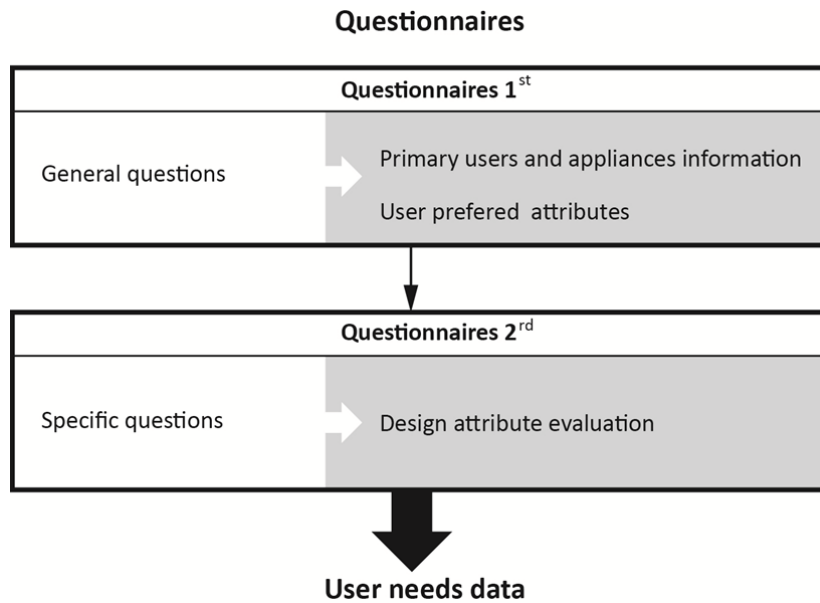 Questionnaires
Questionnaires 1st
General questions
Primary users and appliances information
User prefered attributes
Questionnaires 2rd
Specific questions
Design attribute evaluation
User needs data